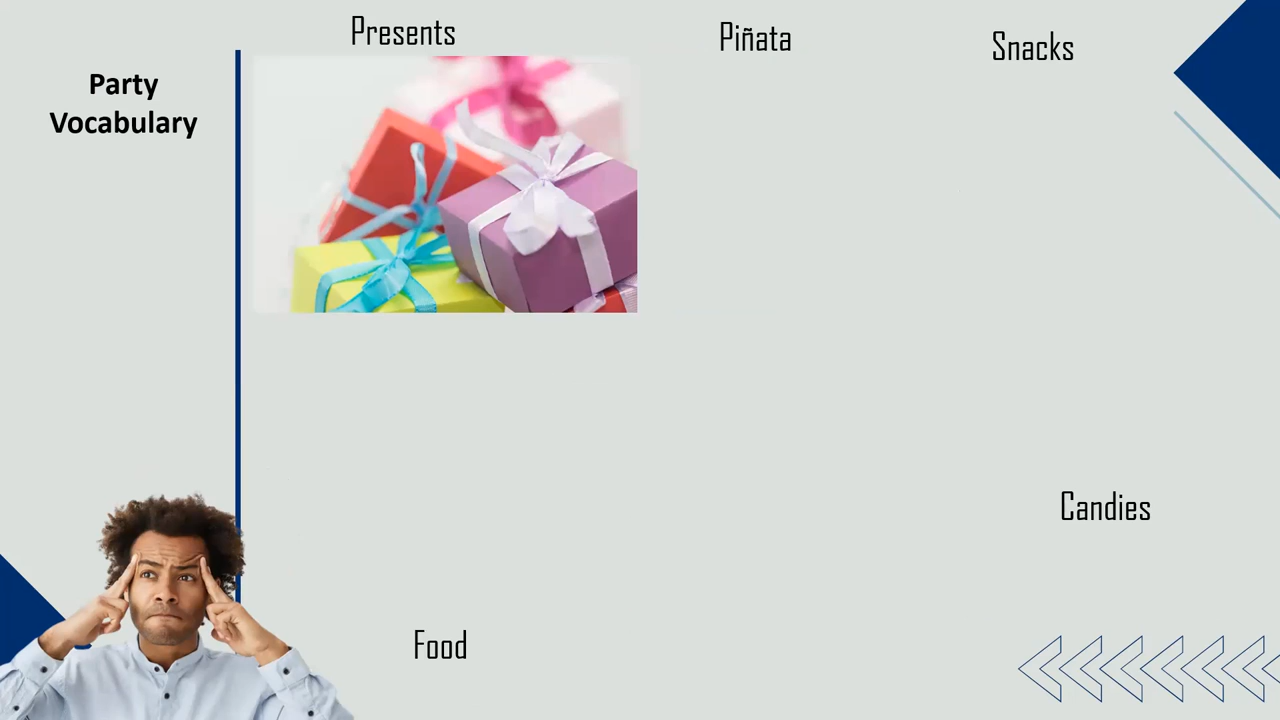 Party
Vocabulary
Presents
Piñata
Snacks
Candies
Food